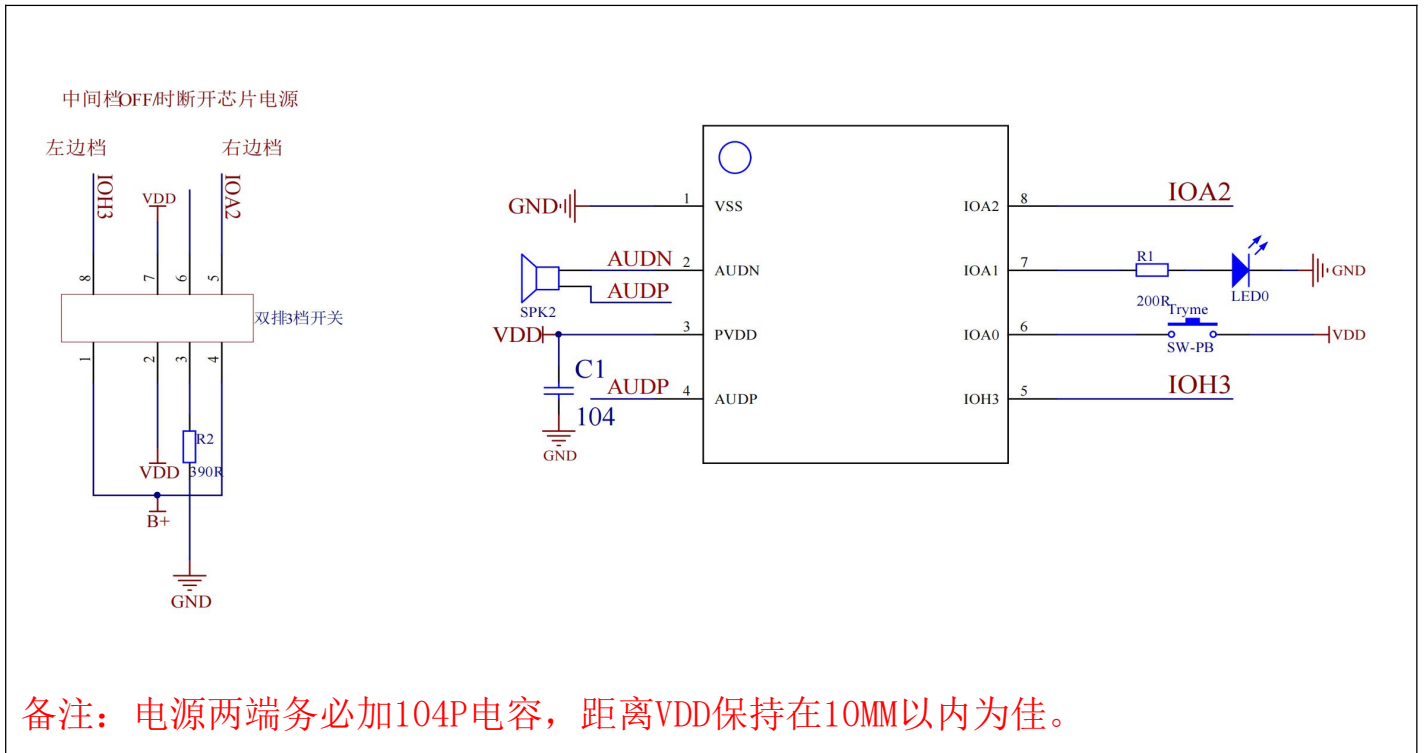 中间档OFF/时断开芯片电源
左边档
右边档
IOH3
VDD
IOA2
8
7
6
5
双排3档开关
1
2
3
4
R2
390R
VDD
B+
GND
GND
1
VSS
AUDN
2
AUDN
AUDP
SPK2
VDD
3
PVDD
C1
104
GND
AUDP
4
AUDP
IOA2
8
IOA2
IOA1
7
R1
200R
LED0
GND
IOA0
6
Tryme
SW-PB
VDD
IOH3
5
IOH3
备注：电源两端务必加104P电容，距离VDD保持在10MM以内为佳。